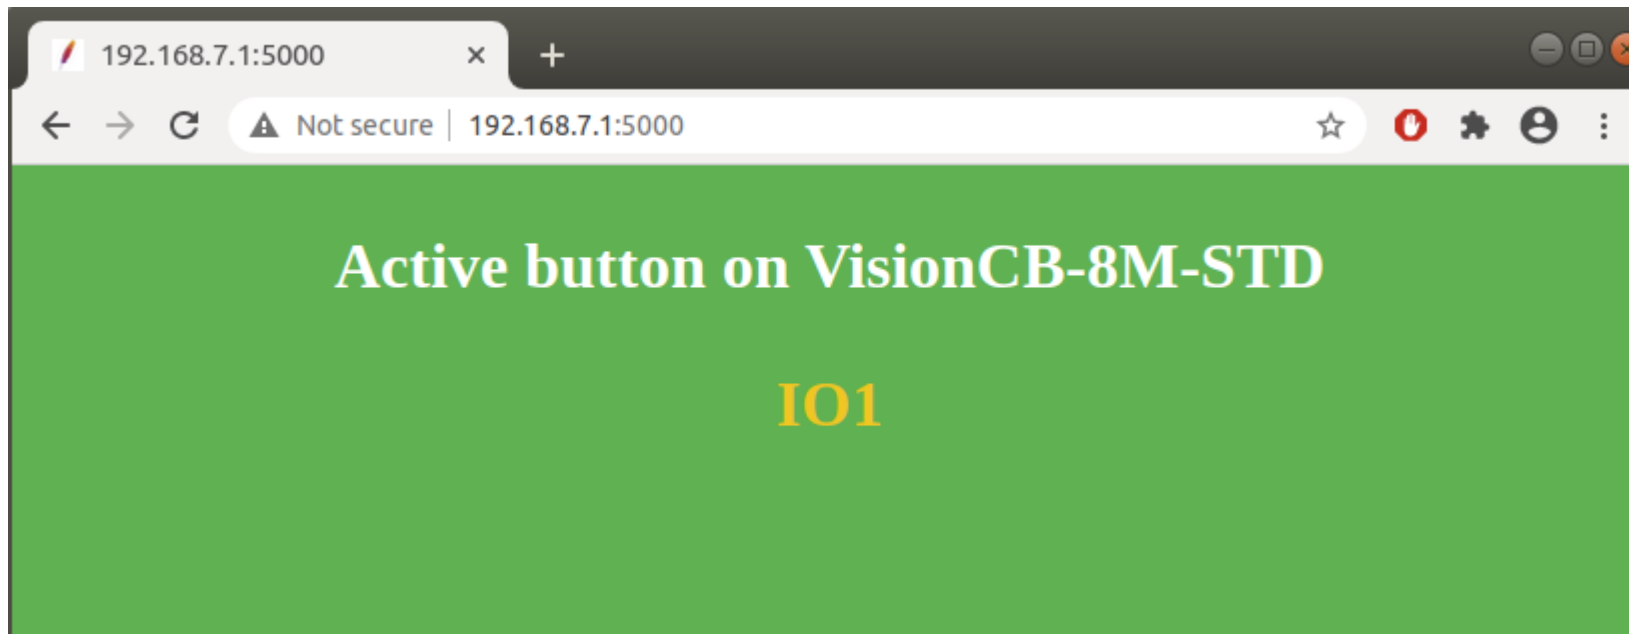 192.168.7.1:5000
Not secure 192.168.7.1:5000
Active button on VisionCB-8M-STD
IO1